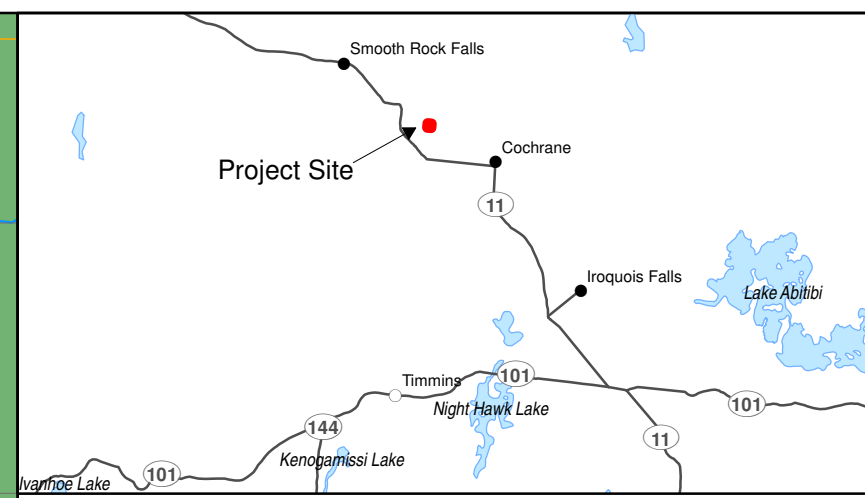 Smooth Rock Falls
Cochrane
Project Site
11
Iroquois Falls
Lake Abitibi
Timmins
101
Night Hawk Lake
101
144
11
Kenogamissi Lake
101
Ivanhoe Lake